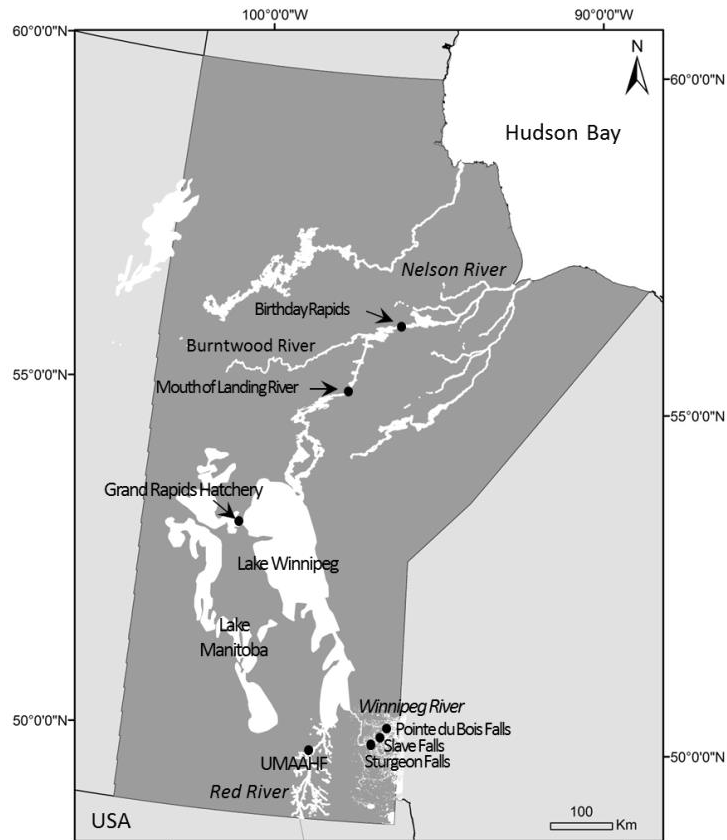 100°0'0"W
90°0'0"W
60°0'0"N
60°0'0"N
N
Hudson Bay
Nelson River
Birthday Rapids
Burntwood River
55°0'0"N
Mouth of Landing River
55°0'0"N
Grand Rapids Hatchery
Lake Winnipeg
Lake
Manitoba
Winnipeg River
50°0'0"N
Pointe du Bois Falls
Slave Falls
50°0'0"N
UMAAHF
Sturgeon Falls
Red River
USA
100
Km